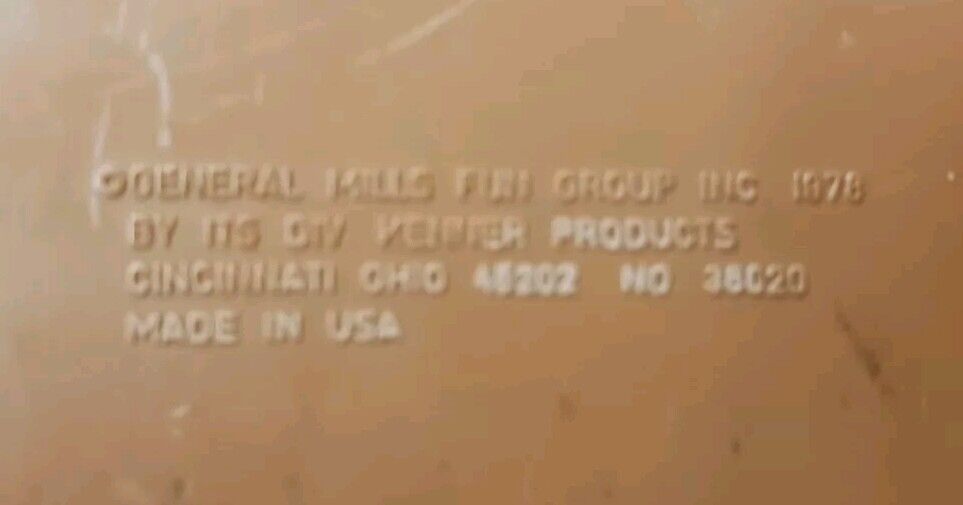 ©GENERAL MILLS FUN GROUP INC 1978
BY ITS DIV KENNER PRODUCTS
CINCINNATI OHIO 45202 NO 38020
MADE IN USA